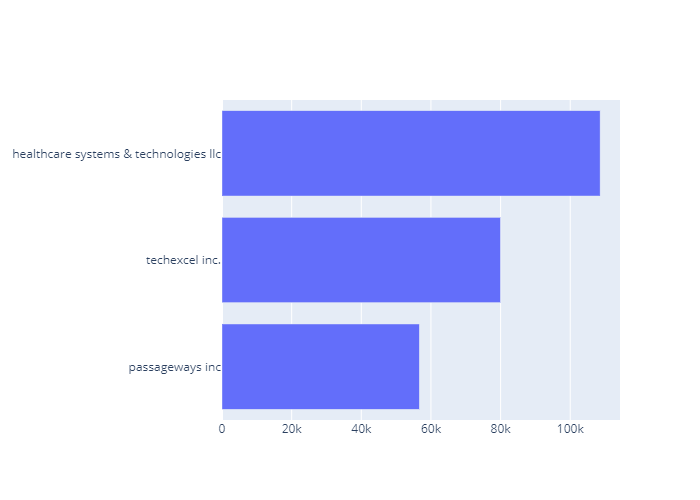 healthcare systems & technologies llc
techexcel inc.
passageways inc
0 20k 40k 60k 80k 100k